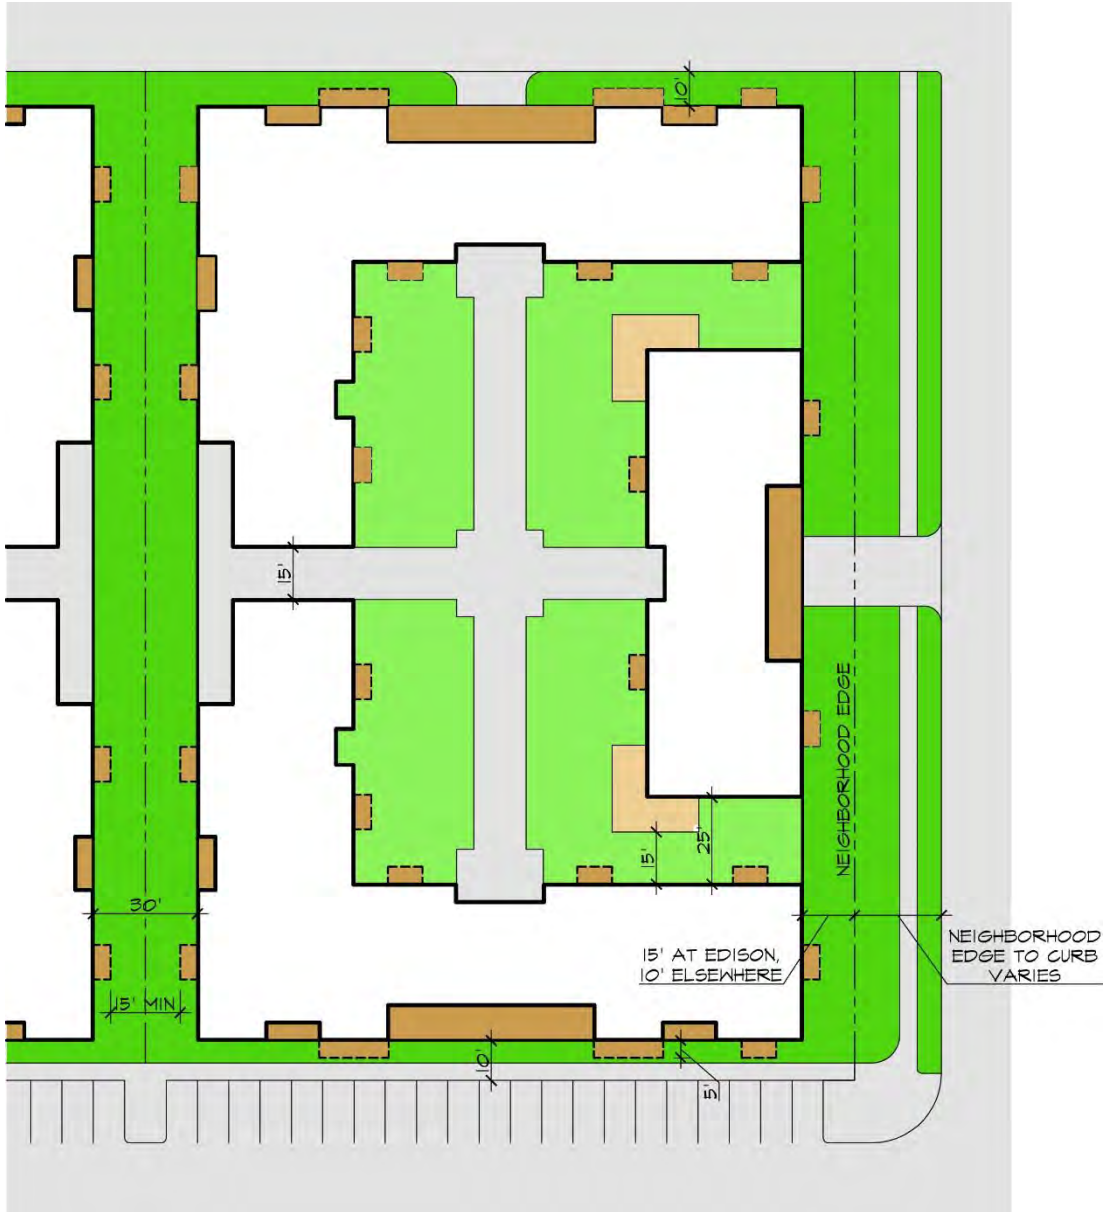 10'
15'
NEIGHBORHOOD EDGE
15'
25'
30'
15' AT EDISON,
10' ELSEWHERE
NEIGHBORHOOD
EDGE TO CURB
VARIES
15' MIN
10'
5'